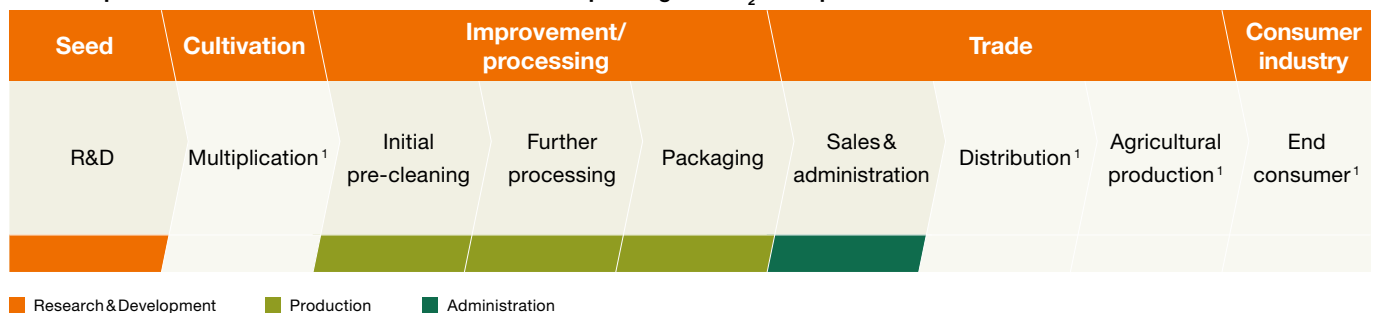 Seed
Cultivation
Improvement/
processing
Trade
Consumer
industry
R&D
Multiplication¹
Initial
pre-cleaning
Further
processing
Packaging
Sales & 
administration
Distribution¹
Agricultural
production¹
End
consumer¹
Research & Development
Production
Administration